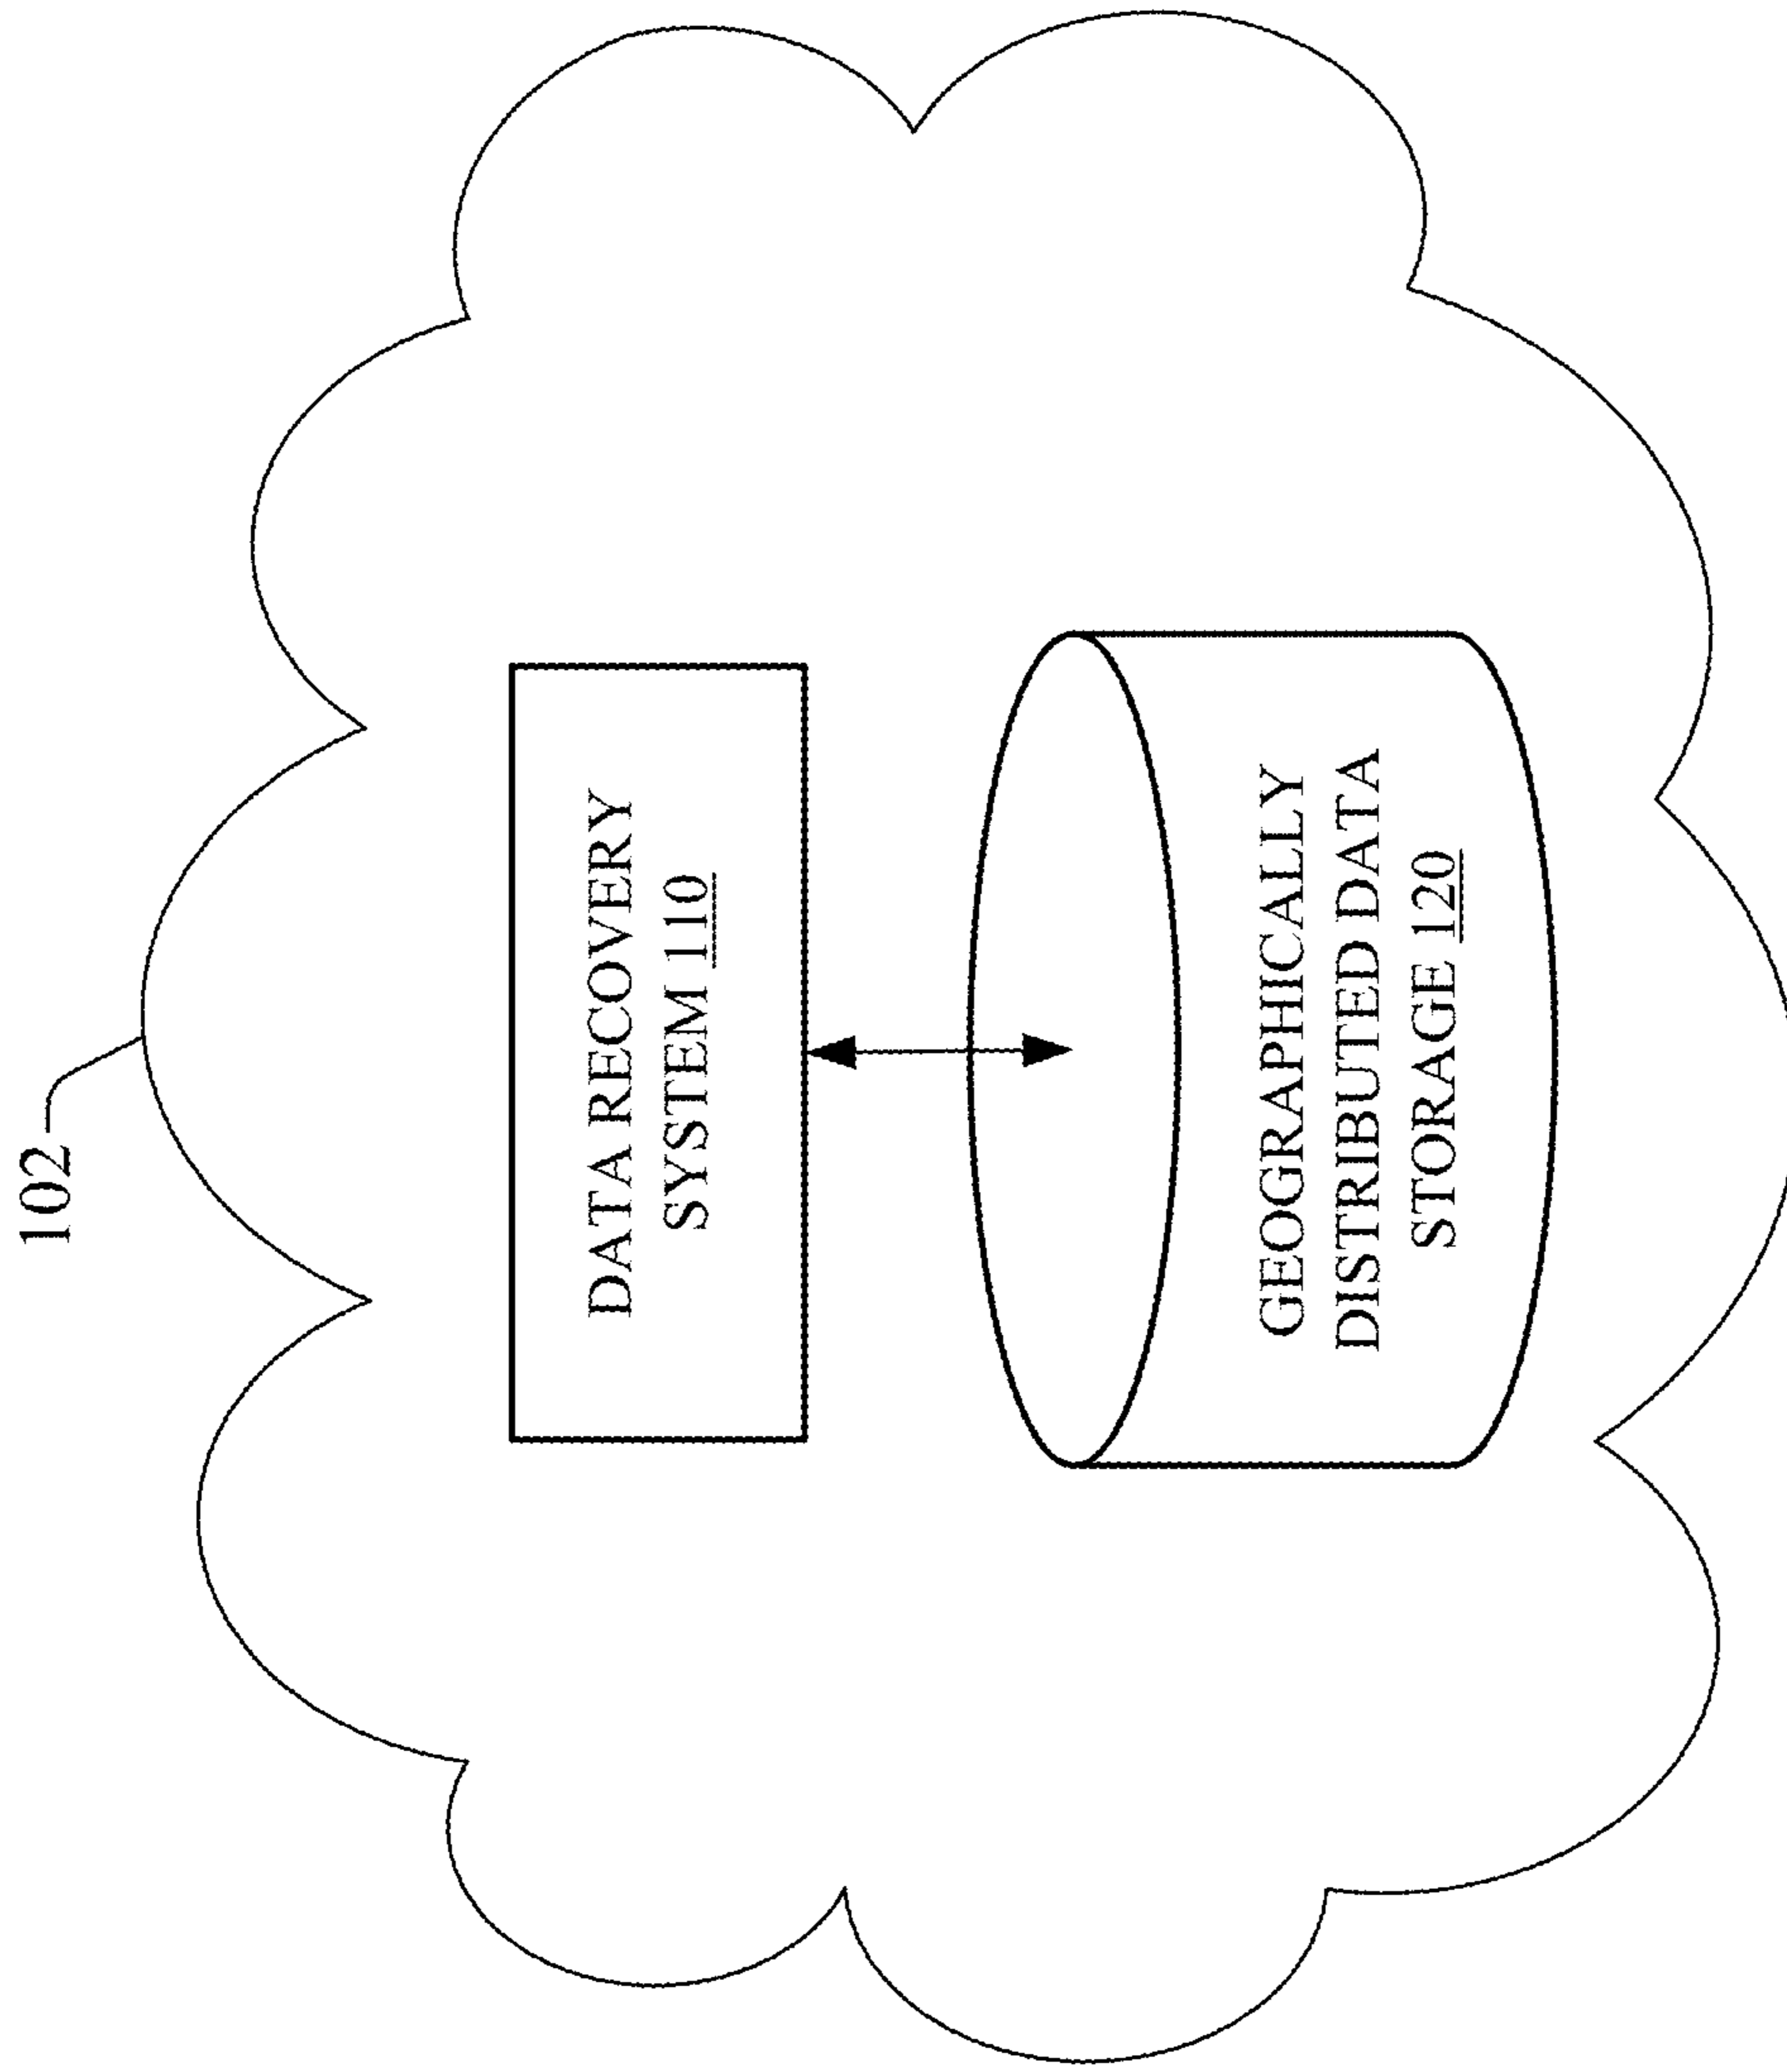 102
DATA RECOVERY
SYSTEM 110
GEOGRAPHICALLY
DISTRIBUTED DATA
STORAGE 120